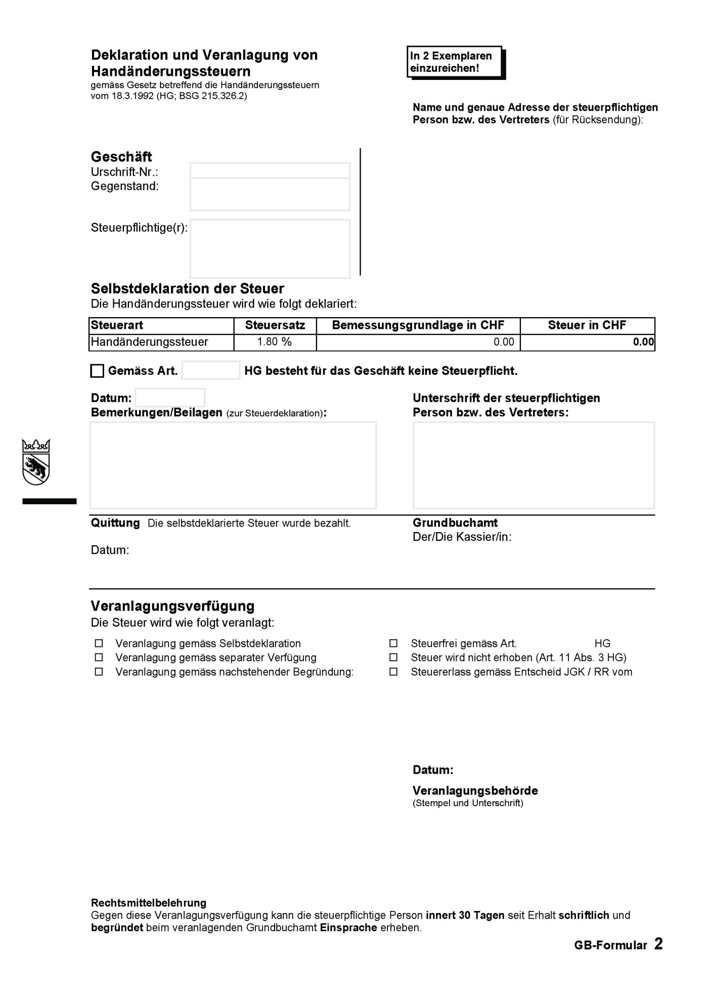 Deklaration und Veranlagung von
Handänderungssteuern
gemäss Gesetz betreffend die Handänderungssteuern
vom 18.3.1992 (HG; BSG 215.326.2)
In 2 Exemplaren
einzureichen!
Name und genaue Adresse der steuerpflichtigen
Person bzw. des Vertreters (für Rücksendung):
Geschäft
Urschrift-Nr.:
Gegenstand:
Steuerpflichtige(r):
Selbstdeklaration der Steuer
Die Handänderungssteuer wird wie folgt deklariert:
Steuerart Steuersatz Bemessungsgrundlage in CHF Steuer in CHF
Handänderungssteuer 1.80 % 0.00 0.00
Gemäss Art. HG besteht für das Geschäft keine Steuerpflicht.
Datum:
Bemerkungen/Beilagen (zur Steuerdeklaration):
Unterschrift der steuerpflichtigen
Person bzw. des Vertreters:
Quittung Die selbstdeklarierte Steuer wurde bezahlt.
Datum:
Grundbuchamt
Der/Die Kassier/in:
Veranlagungsverfügung
Die Steuer wird wie folgt veranlagt:
Veranlagung gemäss Selbstdeklaration
Veranlagung gemäss separater Verfügung
Veranlagung gemäss nachstehender Begründung:
Steuerfrei gemäss Art. HG
Steuer wird nicht erhoben (Art. 11 Abs. 3 HG)
Steuererlass gemäss Entscheid JGK / RR vom
Datum:
Veranlagungsbehörde
(Stempel und Unterschrift)
Rechtsmittelbelehrung
Gegen diese Veranlagungsverfügung kann die steuerpflichtige Person innert 30 Tagen seit Erhalt schriftlich und
begründet beim veranlagenden Grundbuchamt Einsprache erheben.
GB-Formular 2